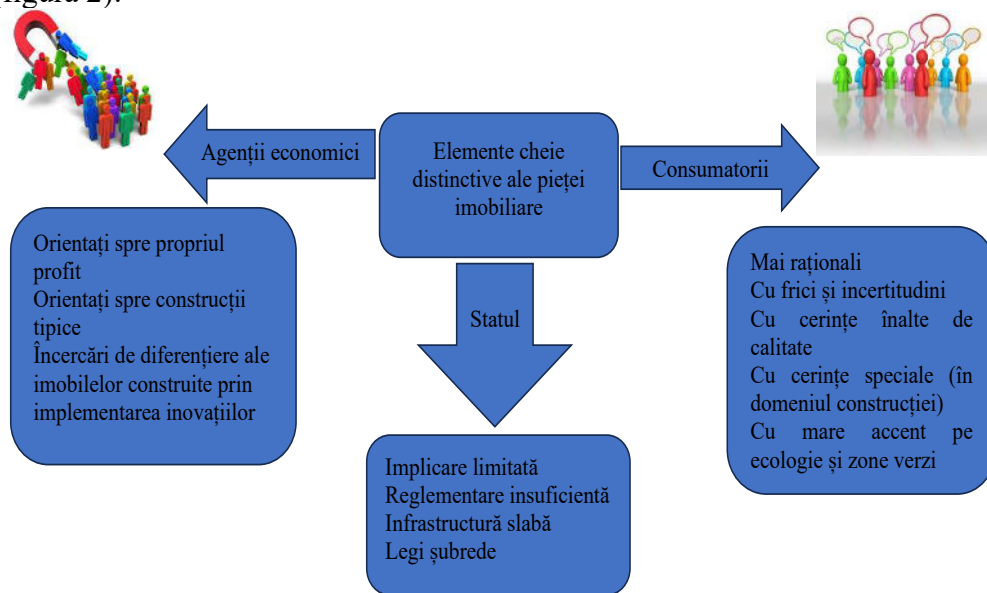 figura 2).
Agenții economici
Elemente cheie
distinctive ale pieței
imobiliare
Consumatorii
Orientați spre propriul
profit
Orientați spre construcții
tipice
Încercări de diferențiere ale
imobilelor construite prin
implementarea inovațiilor
Statul
Mai raționali
Cu frici și incertitudini
Cu cerințe înalte de
calitate
Cu cerințe speciale (în
domeniul construcției)
Cu mare accent pe
ecologie și zone verzi
Implicare limitată
Reglementare insuficientă
Infrastructură slabă
Legi șubrede